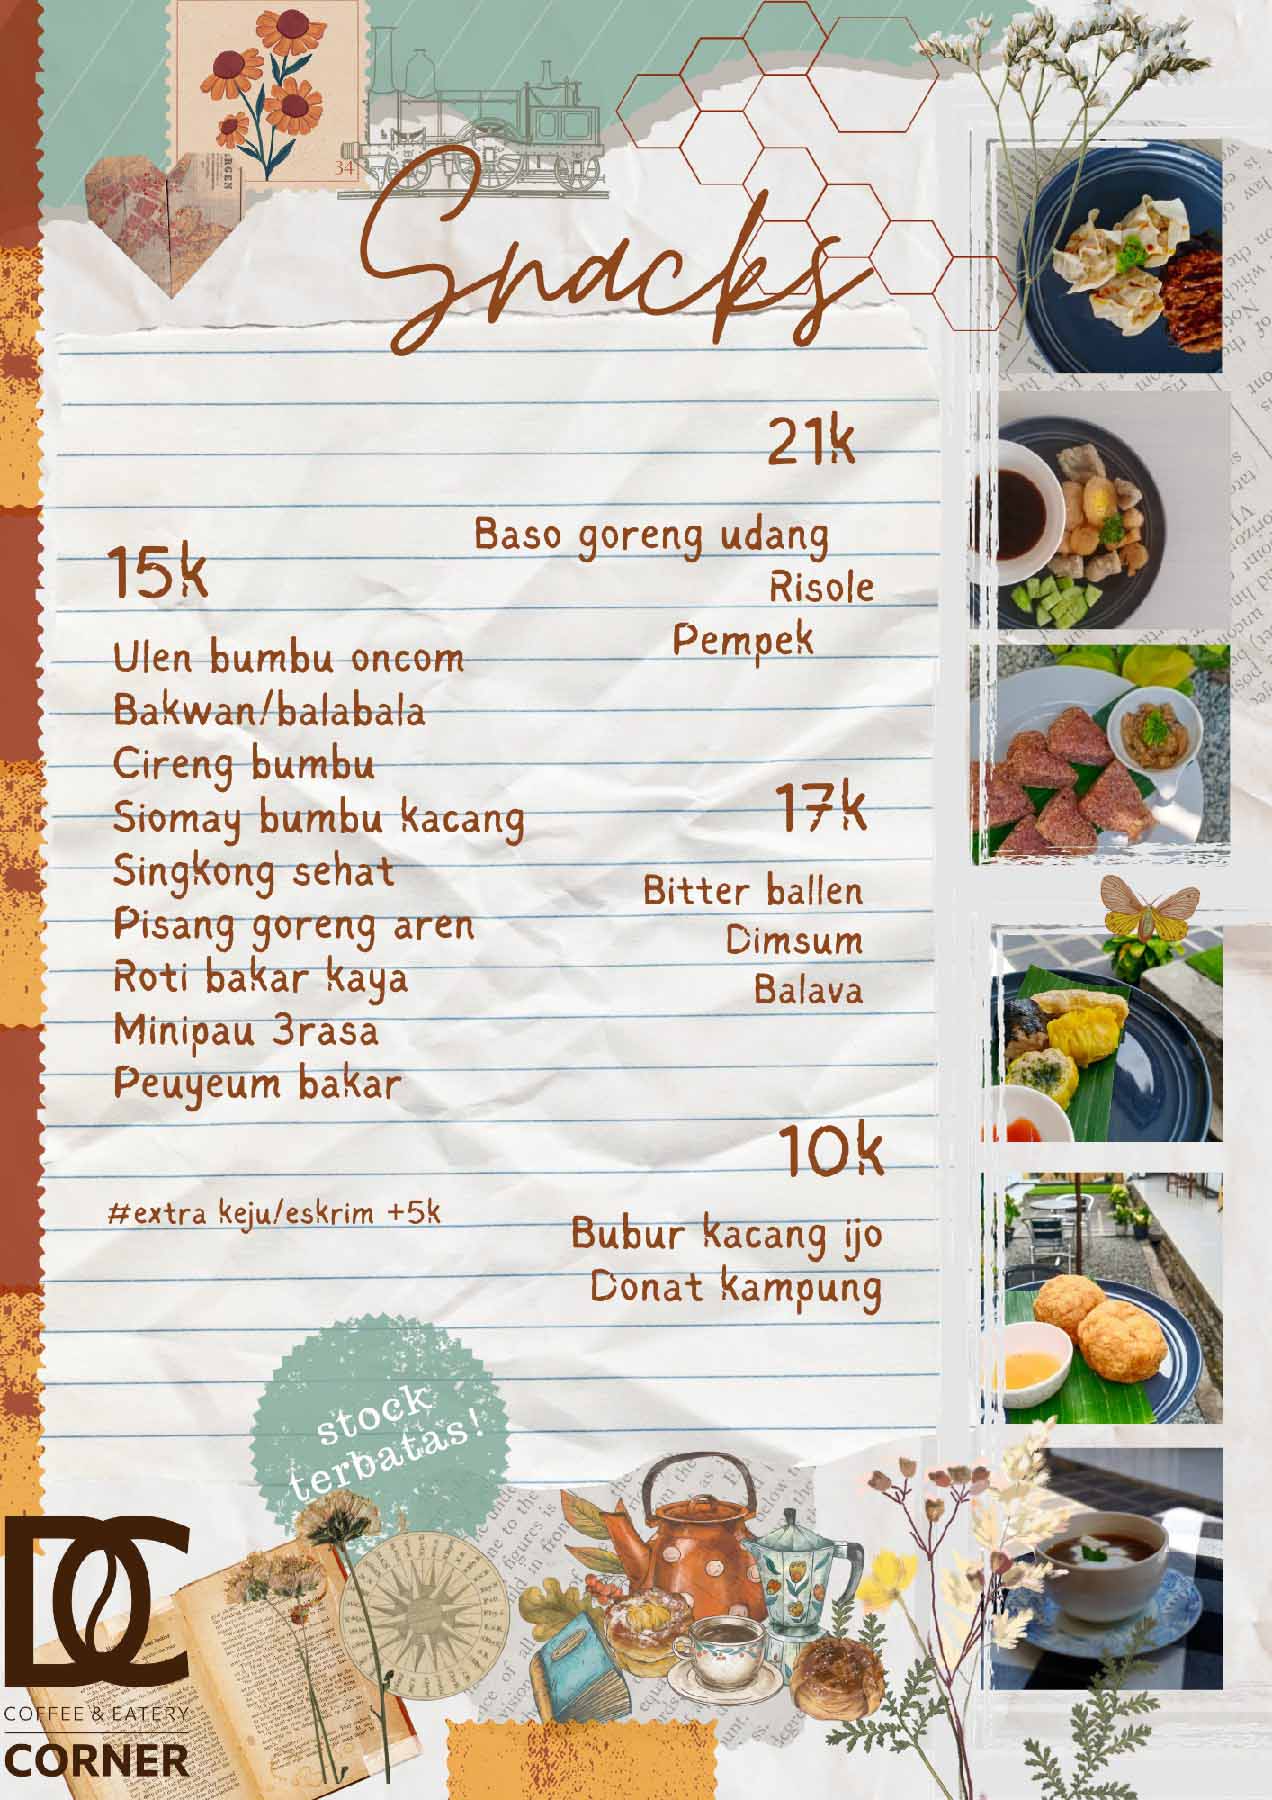 34
Snacks
21k
Baso goreng udang
Risole
Pempek
15k
Ulen bumbu oncom
Bakwan/balabala
Cireng bumbu
Siomay bumbu kacang
Singkong sehat
Pisang goreng aren
Roti bakar kaya
Minipau 3rasa
Peuyeum bakar
#extra keju/eskrim +5k
17k
Bitter ballen
Dimsum
Balava
10k
Bubur kacang ijo
Donat kampung
stock
terbatas!
DC
COFFEE & EATERY
CORNER